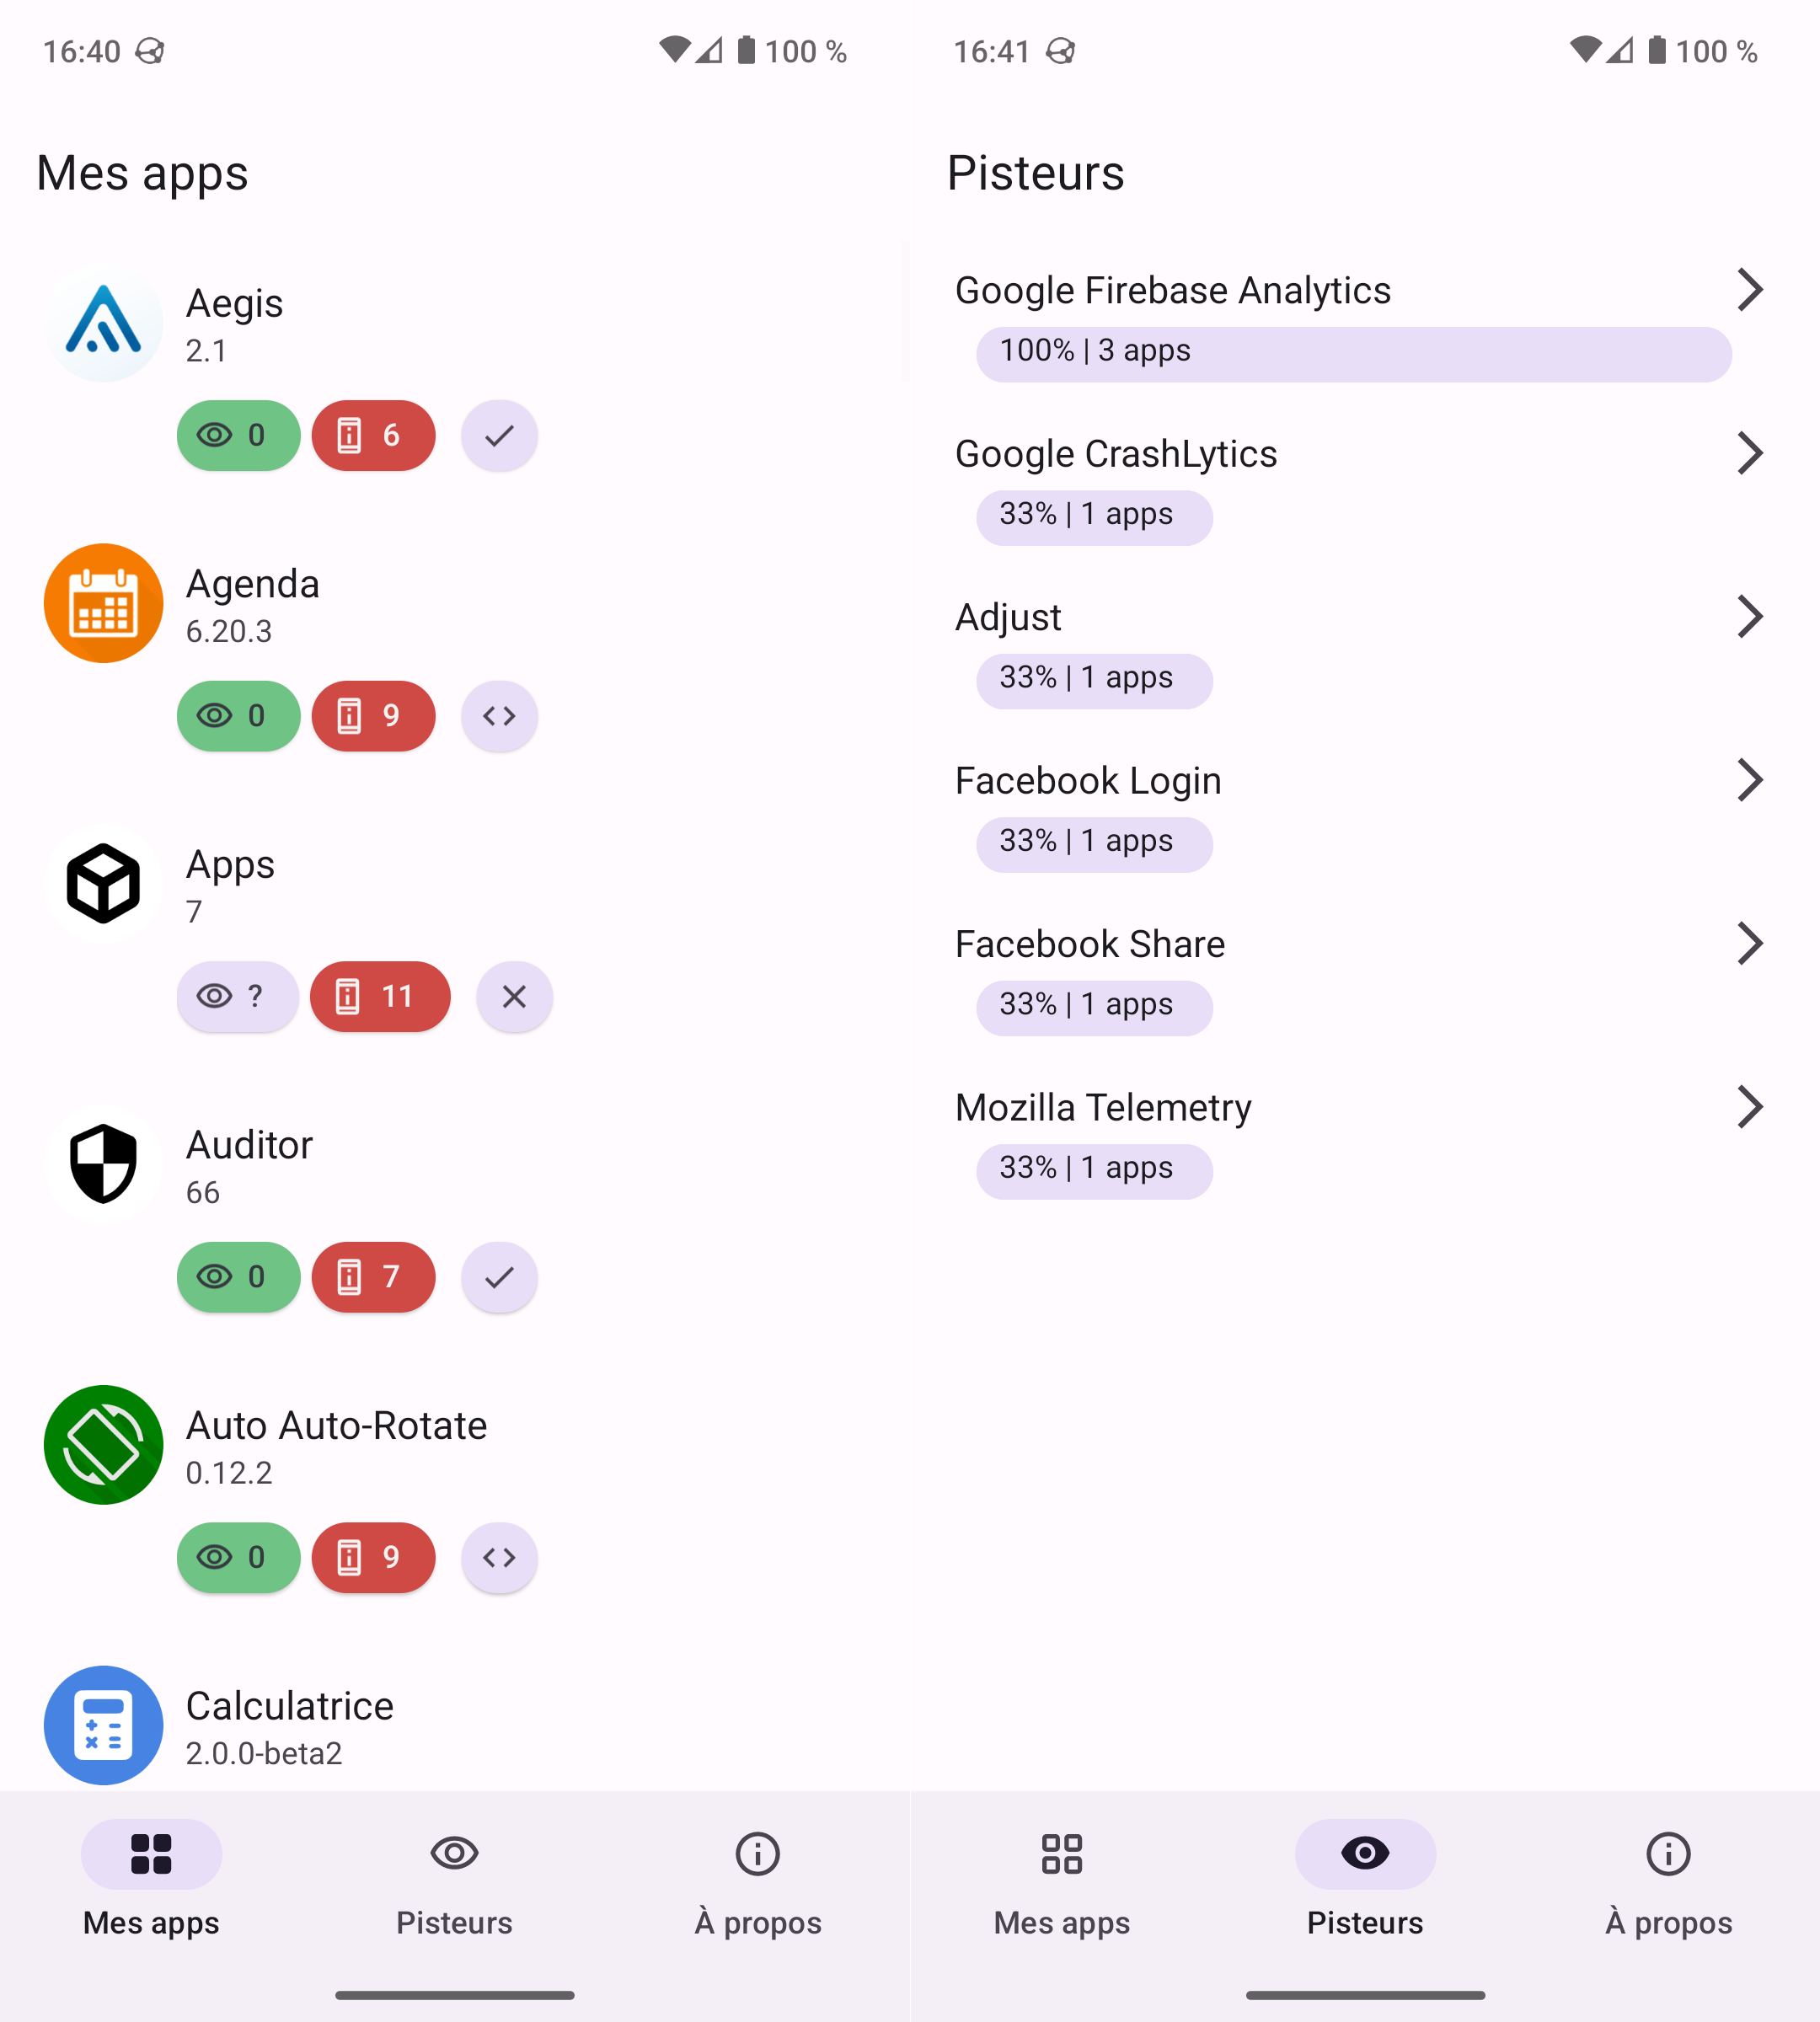 16:40
100 %
Mes apps
Aegis
2.1
0
6
Agenda
6.20.3
0
9
Apps
7
?
11
Auditor
66
0
7
Auto Auto-Rotate
0.12.2
0
9
Calculatrice
2.0.0-beta2
Mes apps
Pisteurs
À propos
16:41
100 %
Pisteurs
Google Firebase Analytics
100% | 3 apps
Google CrashLytics
33% | 1 apps
Adjust
33% | 1 apps
Facebook Login
33% | 1 apps
Facebook Share
33% | 1 apps
Mozilla Telemetry
33% | 1 apps
Mes apps
Pisteurs
À propos